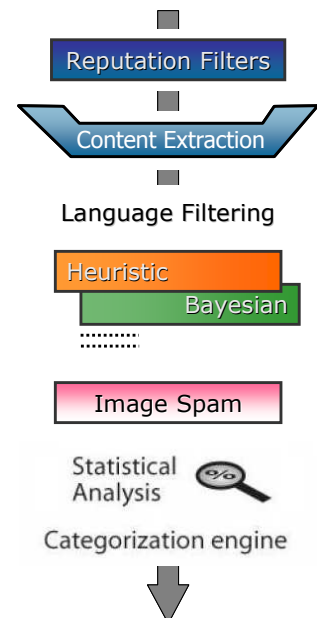 Reputation Filters
Content Extraction
Language Filtering
Heuristic
Bayesian
Image Spam
Statistical
%
Analysis
Categorization engine